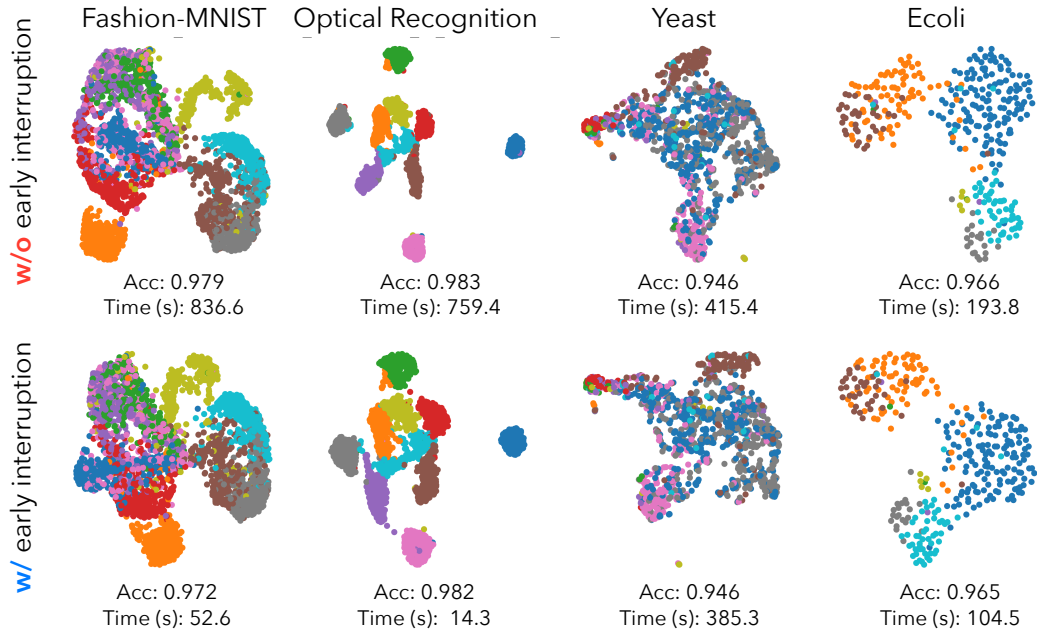 Fashion-MNIST Optical Recognition Yeast Ecoli
w/o early interruption
Acc: 0.979 Acc: 0.983 Acc: 0.946 Acc: 0.966
Time (s): 836.6 Time (s): 759.4 Time (s): 415.4 Time (s): 193.8
w/ early interruption
Acc: 0.972 Acc: 0.982 Acc: 0.946 Acc: 0.965
Time (s): 52.6 Time (s): 14.3 Time (s): 385.3 Time (s): 104.5